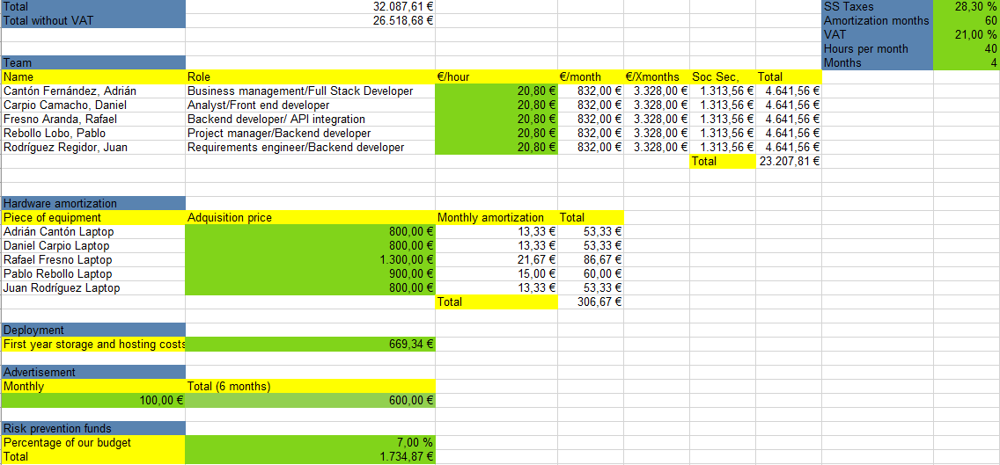 Total 32.087,61 € SS Taxes 28,30 %
Total without VAT 26.518,68 € Amortization months 60
VAT 21,00 %
Hours per month 40
Team Months 4
Name Role €/hour €/month €/Xmonths Soc Sec, Total
Cantón Fernández, Adrián Business management/Full Stack Developer 20,80 € 832,00 € 3.328,00 € 1.313,56 € 4.641,56 €
Carpio Camacho, Daniel Analyst/Front end developer 20,80 € 832,00 € 3.328,00 € 1.313,56 € 4.641,56 €
Fresno Aranda, Rafael Backend developer/ API integration 20,80 € 832,00 € 3.328,00 € 1.313,56 € 4.641,56 €
Rebollo Lobo, Pablo Project manager/Backend developer 20,80 € 832,00 € 3.328,00 € 1.313,56 € 4.641,56 €
Rodríguez Regidor, Juan Requirements engineer/Backend developer 20,80 € 832,00 € 3.328,00 € 1.313,56 € 4.641,56 €
Total 23.207,81 €
Hardware amortization
Piece of equipment Adquisition price Monthly amortization Total
Adrián Cantón Laptop 800,00 € 13,33 € 53,33 €
Daniel Carpio Laptop 800,00 € 13,33 € 53,33 €
Rafael Fresno Laptop 1.300,00 € 21,67 € 86,67 €
Pablo Rebollo Laptop 900,00 € 15,00 € 60,00 €
Juan Rodríguez Laptop 800,00 € 13,33 € 53,33 €
Total 306,67 €
Deployment
First year storage and hosting costs 669,34 €
Advertisement
Monthly Total (6 months)
100,00 € 600,00 €
Risk prevention funds
Percentage of our budget 7,00 %
Total 1.734,87 €